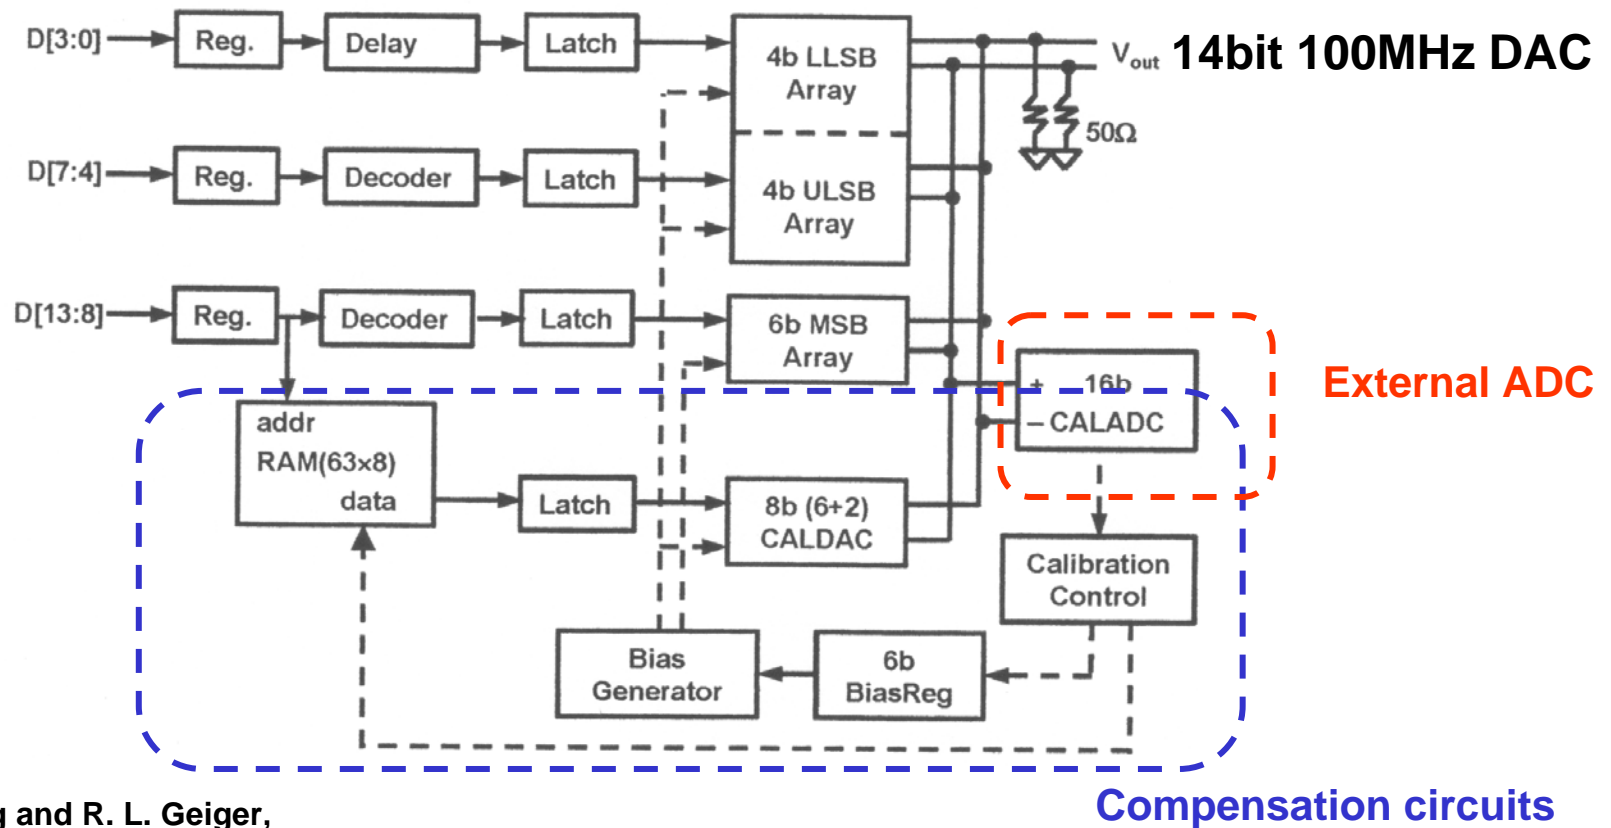 D[3:0]
Reg.
Delay
Latch
4b LLSB
Array
Vout
14bit 100MHz DAC
50Ω
D[7:4]
Reg.
Decoder
Latch
4b ULSB
Array
D[13:8]
Reg.
Decoder
Latch
6b MSB
Array
+ 16b
– CALADC
External ADC
addr
RAM(63×8)
data
Latch
8b (6+2)
CALDAC
Calibration
Control
Bias
Generator
6b
BiasReg
Compensation circuits
g and R. L. Geiger,